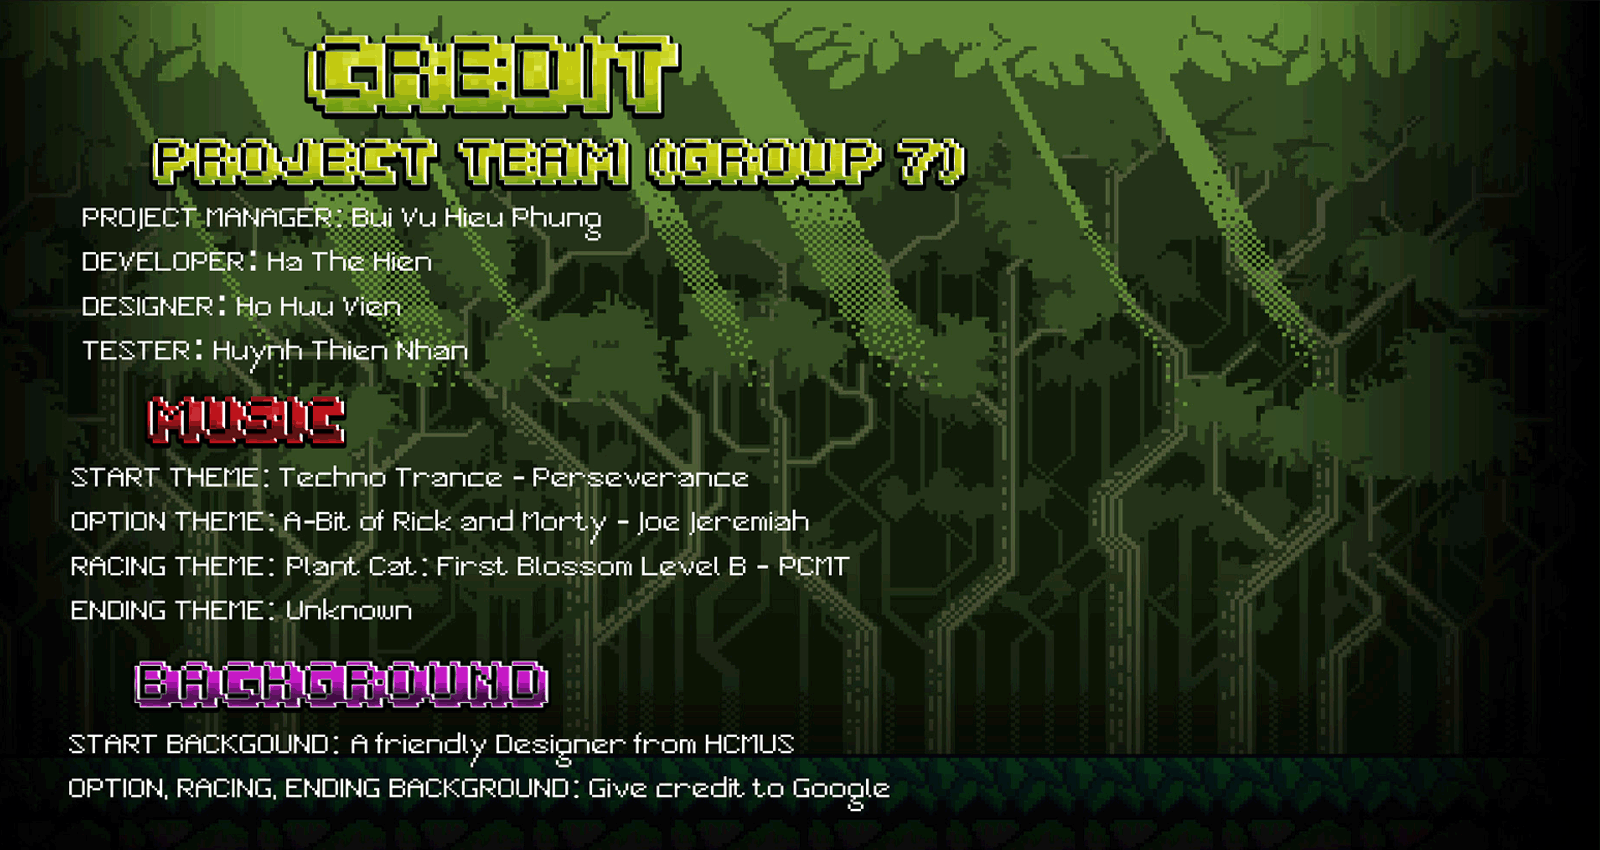 CREDIT
PROJECT TEAM (GROUP 7)
PROJECT MANAGER: Bui Vu Hieu Phung
DEVELOPER: Ha The Hien
DESIGNER: Ho Huu Vien
TESTER: Huynh Thien Nhan
MUSIC
START THEME: Techno Trance - Perseverance
OPTION THEME: A-Bit of Rick and Morty - Joe Jeremiah
RACING THEME: Plant Cat: First Blossom Level B - PCMT
ENDING THEME: Unknown
BACKGROUND
START BACKGOUND: A friendly Designer from HCMUS
OPTION, RACING, ENDING BACKGROUND: Give credit to Google